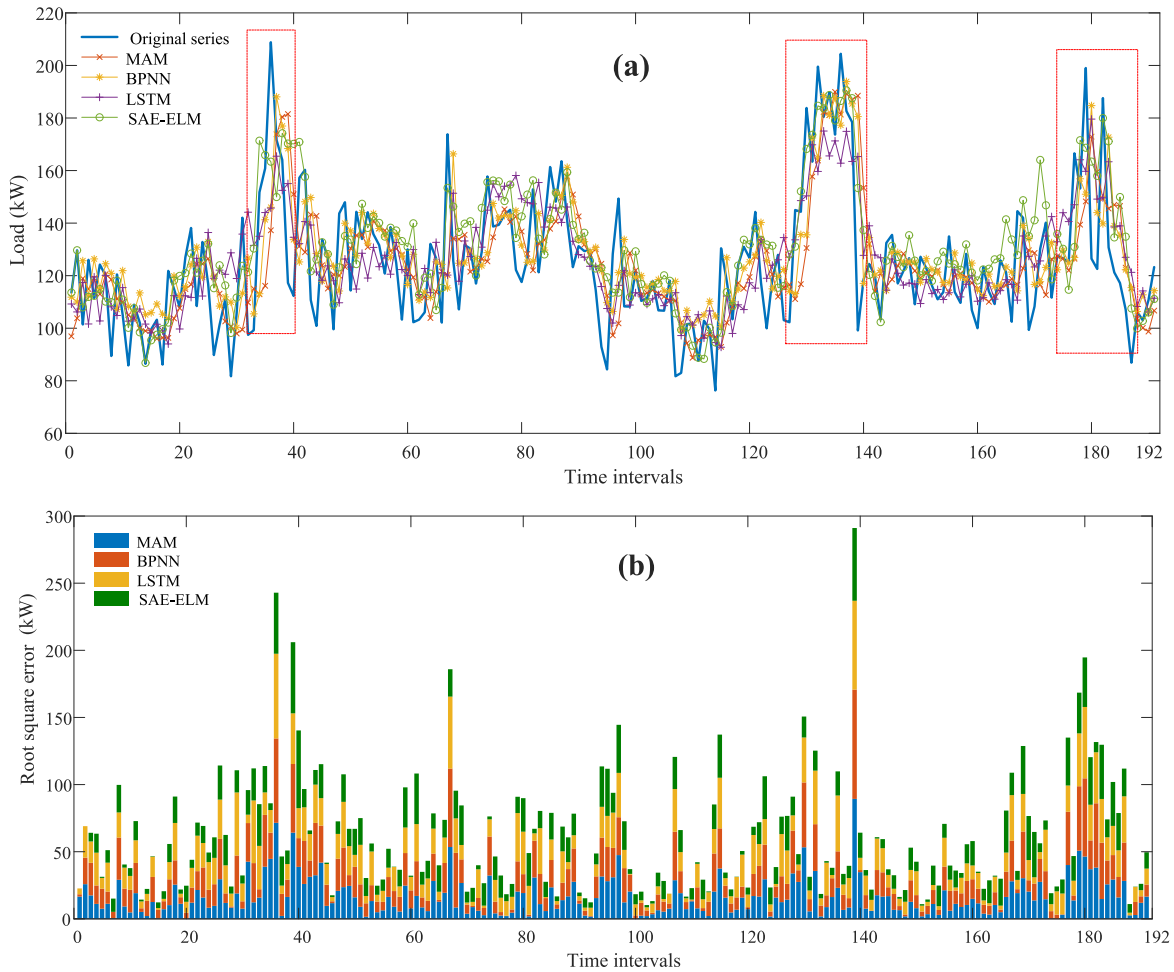 220
200
180
160
140
120
100
80
60
Load (kW)
Original series
MAM
BPNN
LSTM
SAE-ELM
(a)
0 20 40 60 80 100 120 140 160 180 192
Time intervals
300
250
200
150
100
50
0
Root square error (kW)
MAM
BPNN
LSTM
SAE-ELM
(b)
0 20 40 60 80 100 120 140 160 180 192
Time intervals